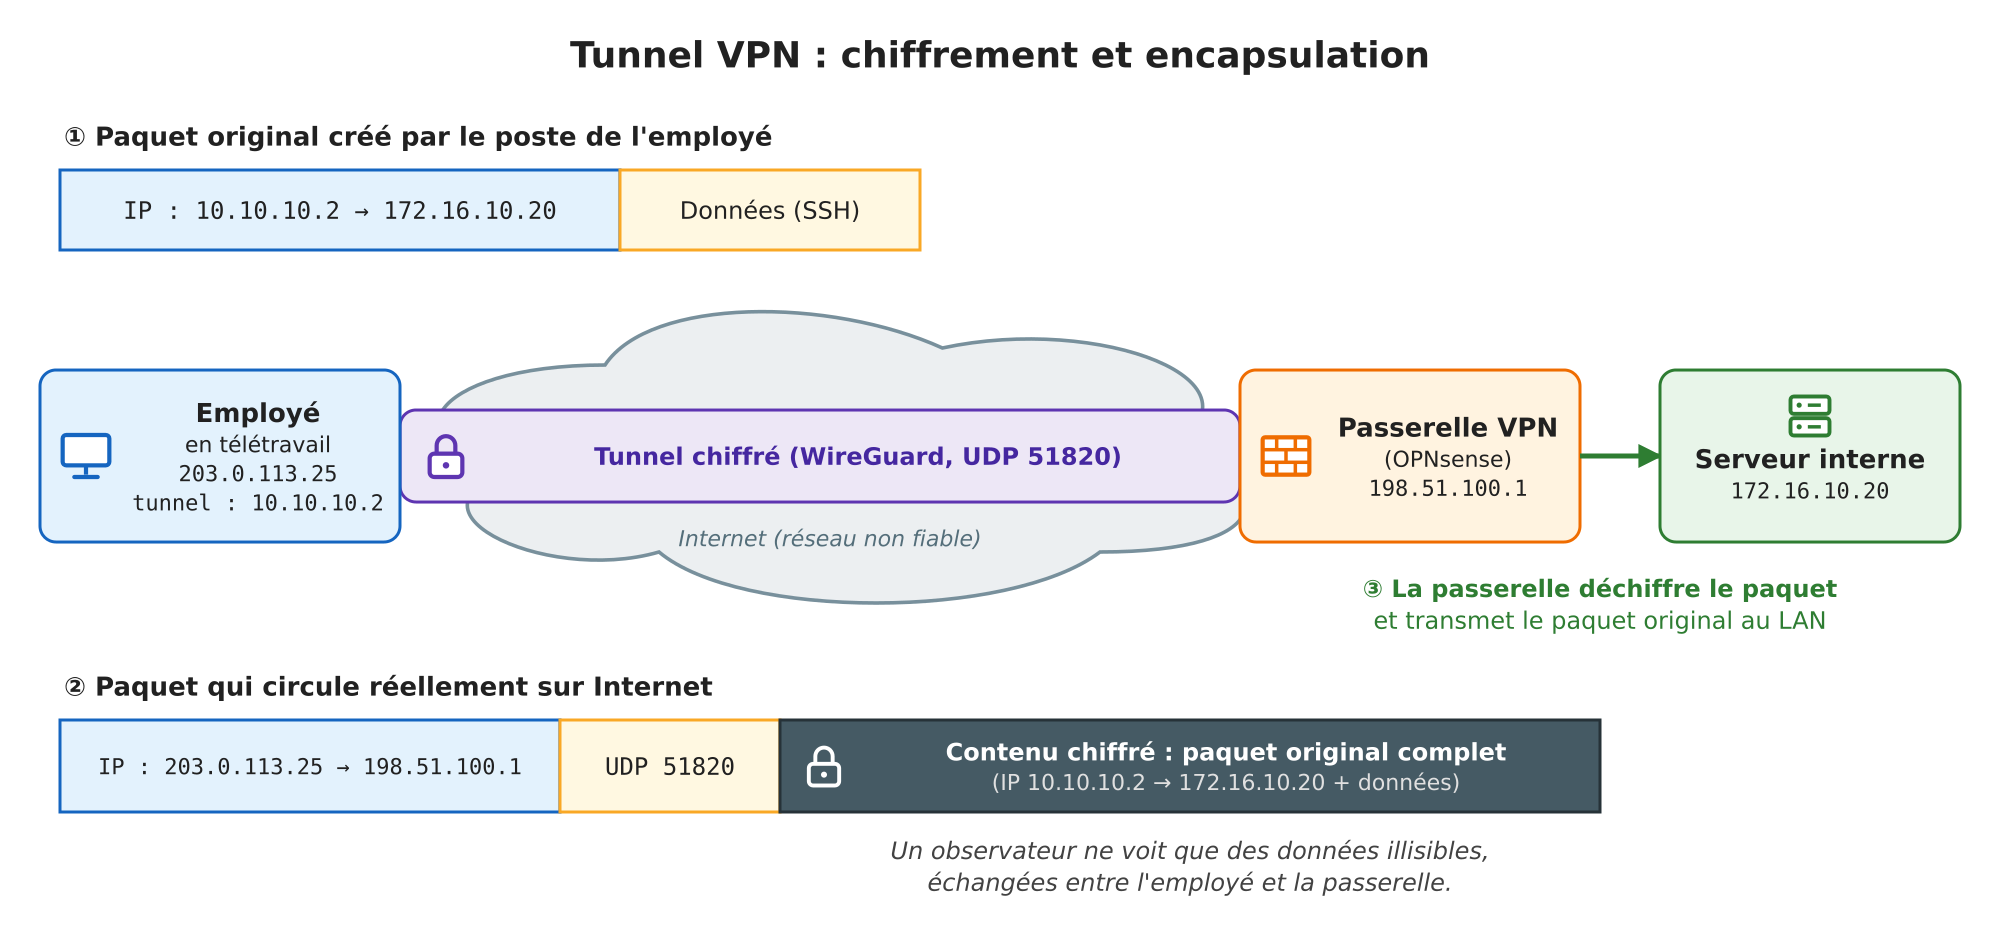 Tunnel VPN : chiffrement et encapsulation
① Paquet original créé par le poste de l'employé
IP : 10.10.10.2 → 172.16.10.20
Données (SSH)
Employé
en télétravail
203.0.113.25
tunnel : 10.10.10.2
Tunnel chiffré (WireGuard, UDP 51820)
Internet (réseau non fiable)
Passerelle VPN
(OPNsense)
198.51.100.1
Serveur interne
172.16.10.20
③ La passerelle déchiffre le paquet
et transmet le paquet original au LAN
② Paquet qui circule réellement sur Internet
IP : 203.0.113.25 → 198.51.100.1
UDP 51820
Contenu chiffré : paquet original complet
(IP 10.10.10.2 → 172.16.10.20 + données)
Un observateur ne voit que des données illisibles,
échangées entre l'employé et la passerelle.